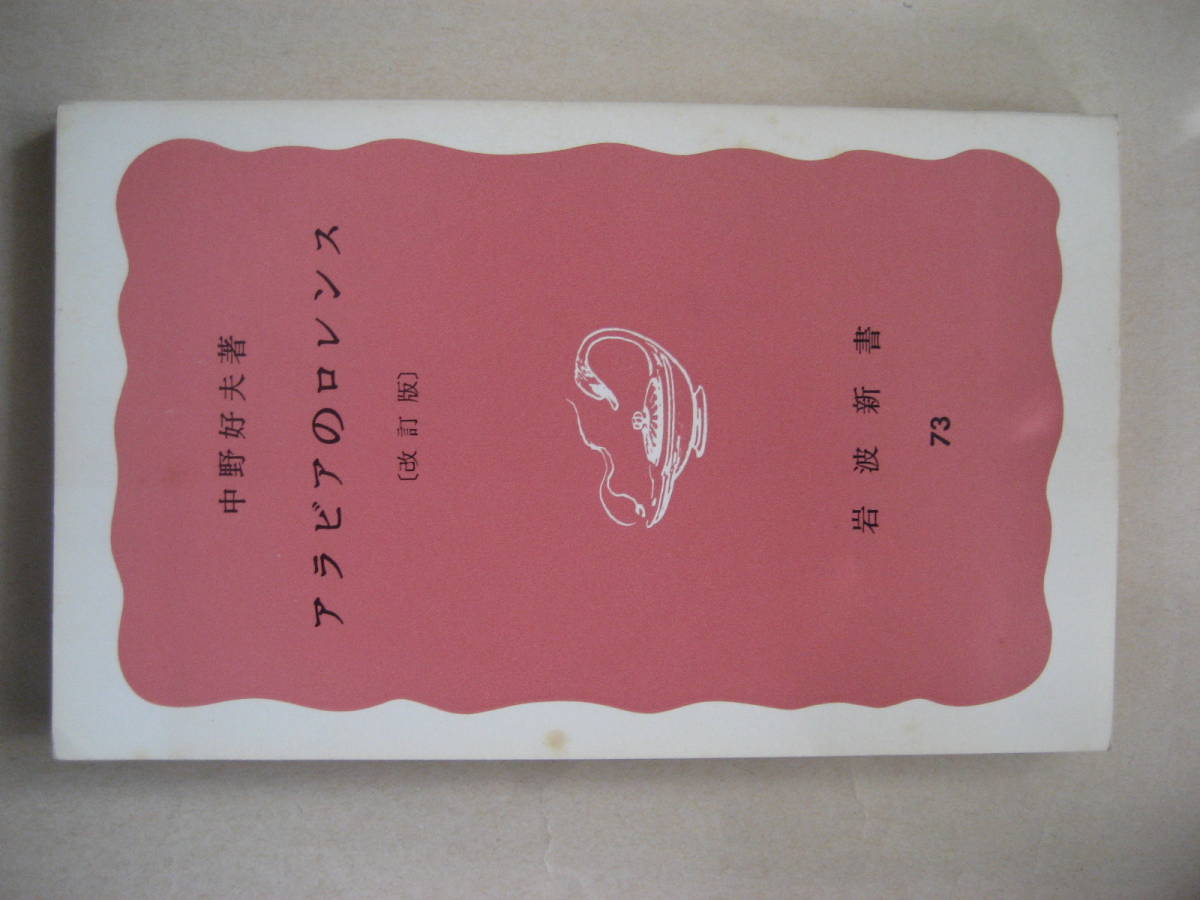 中野好夫著
アラビアのロレンス
〔改訂版〕
岩波新書
73